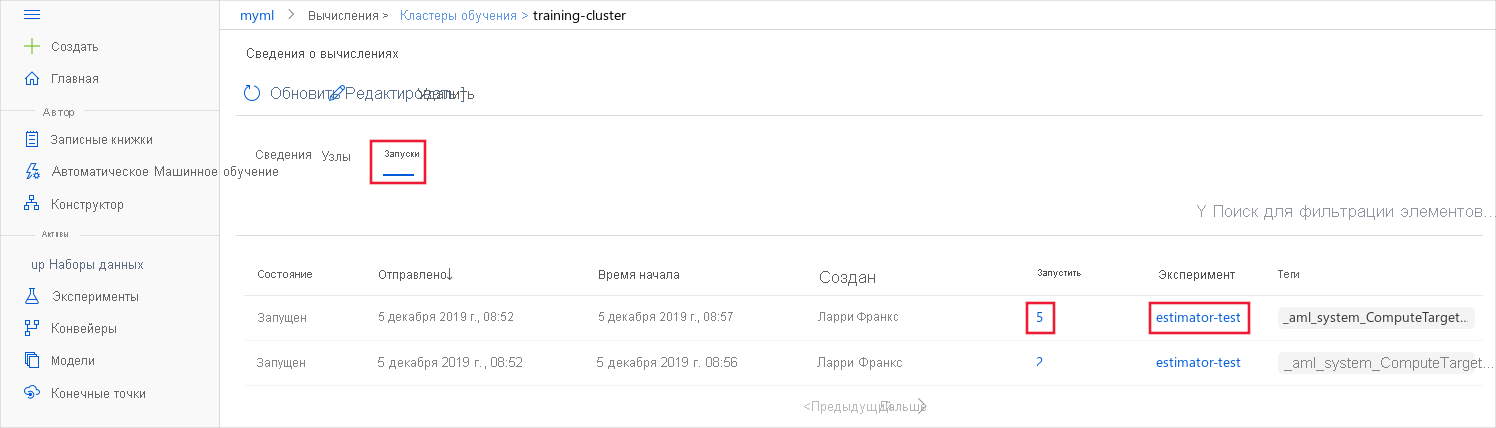 myml > Вычисления > Кластеры обучения > training-cluster
Создать
Главная
Автор
Записные книжки
Автоматическое Машинное обучение
Конструктор
Активы
up Наборы данных
Эксперименты
Конвейеры
Модели
Конечные точки
Сведения о вычислениях
Обновить Редактировать Удалить
Сведения Узлы Запуски
Y Поиск для фильтрации элементов...
Состояние Отправлено↓ Время начала Создан Запустить Эксперимент Теги
Запущен 5 декабря 2019 г., 08:52 5 декабря 2019 г., 08:57 Ларри Франкс 5 estimator-test _aml_system_ComputeTarget...
Запущен 5 декабря 2019 г., 08:52 5 декабря 2019 г., 08:56 Ларри Франкс estimator-test _aml_system_ComputeTarget...
<Предыдущий Дальше >